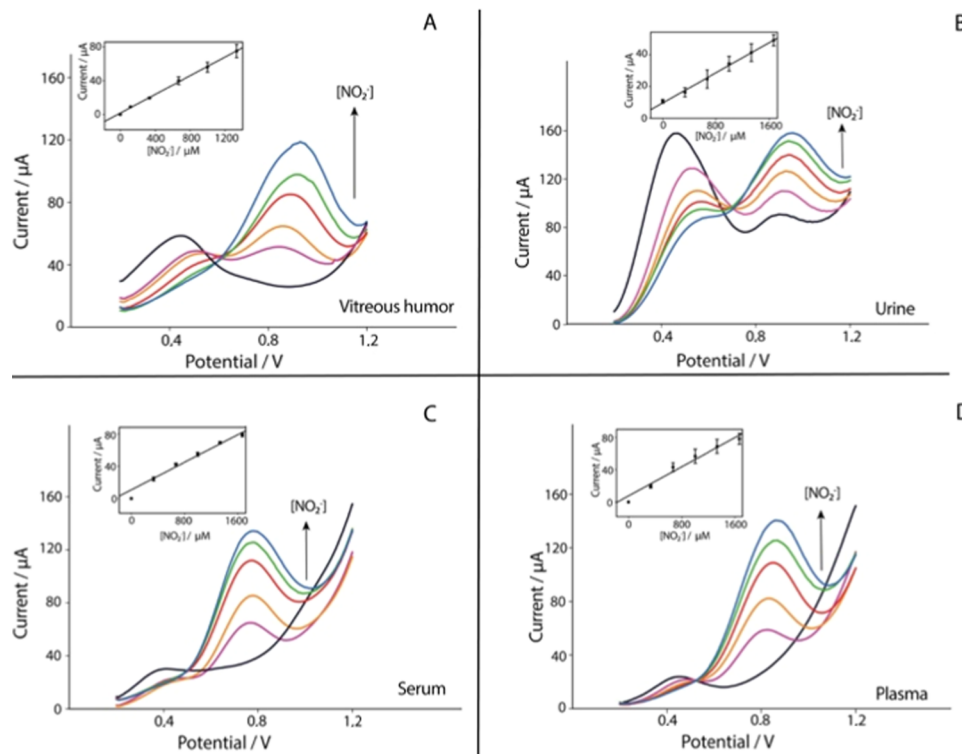 A
Current / µA
80
40
0
0
400
800
1200
[NO₂⁻] / µM
[NO₂⁻]
Current / µA
160
120
80
40
0
0.4
0.8
1.2
Vitreous humor
Potential / V
B
Current / µA
40
20
0
0
800
1600
[NO₂⁻] / µM
[NO₂⁻]
Current / µA
160
120
80
40
0
0.4
0.8
1.2
Urine
Potential / V
C
Current / µA
80
40
0
0
800
1600
[NO₂⁻] / µM
[NO₂⁻]
Current / µA
160
120
80
40
0
0.4
0.8
1.2
Serum
Potential / V
D
Current / µA
80
40
0
0
800
1600
[NO₂⁻] / µM
[NO₂⁻]
Current / µA
160
120
80
40
0
0.4
0.8
1.2
Plasma
Potential / V